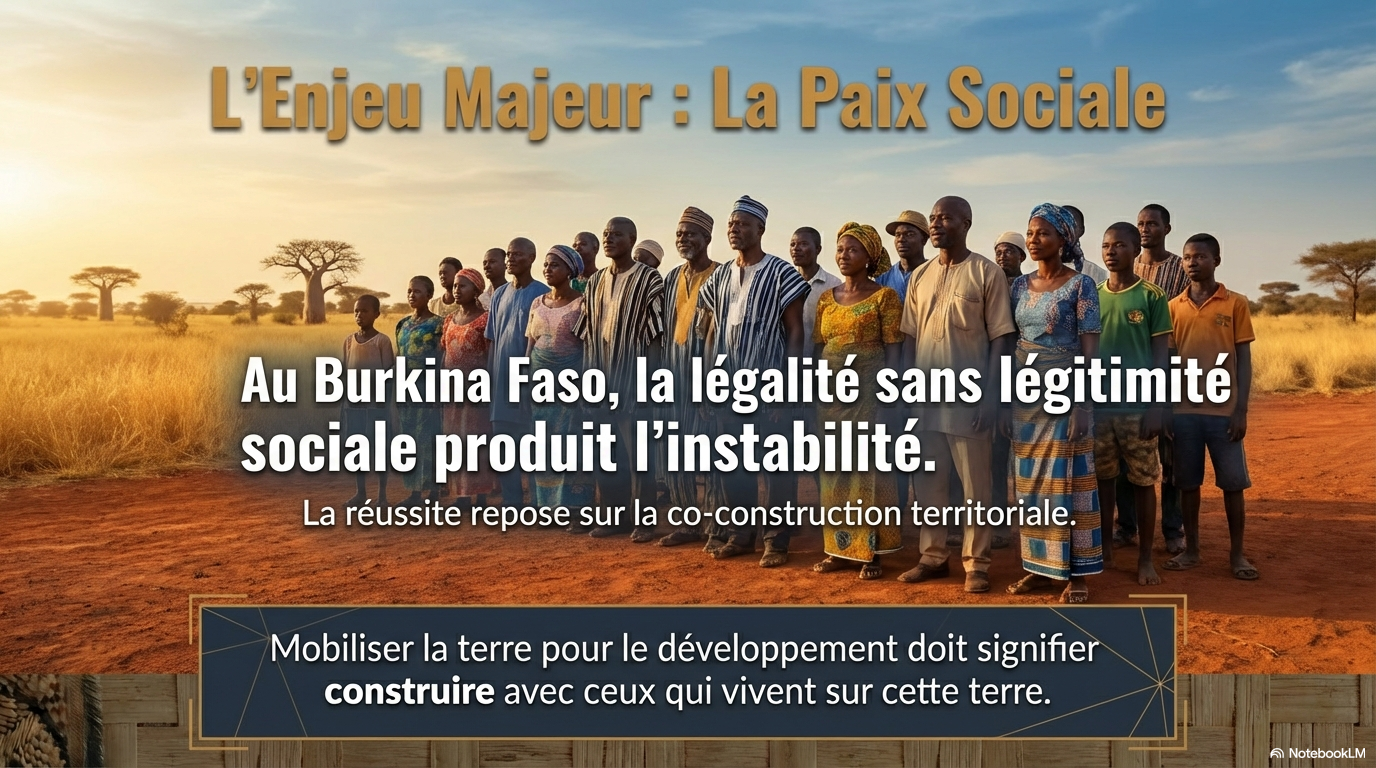 L’Enjeu Majeur : La Paix Sociale
Au Burkina Faso, la légalité sans légitimité
sociale produit l’instabilité.
La réussite repose sur la co-construction territoriale.
Mobiliser la terre pour le développement doit signifier
construire avec ceux qui vivent sur cette terre.
NotebookLM